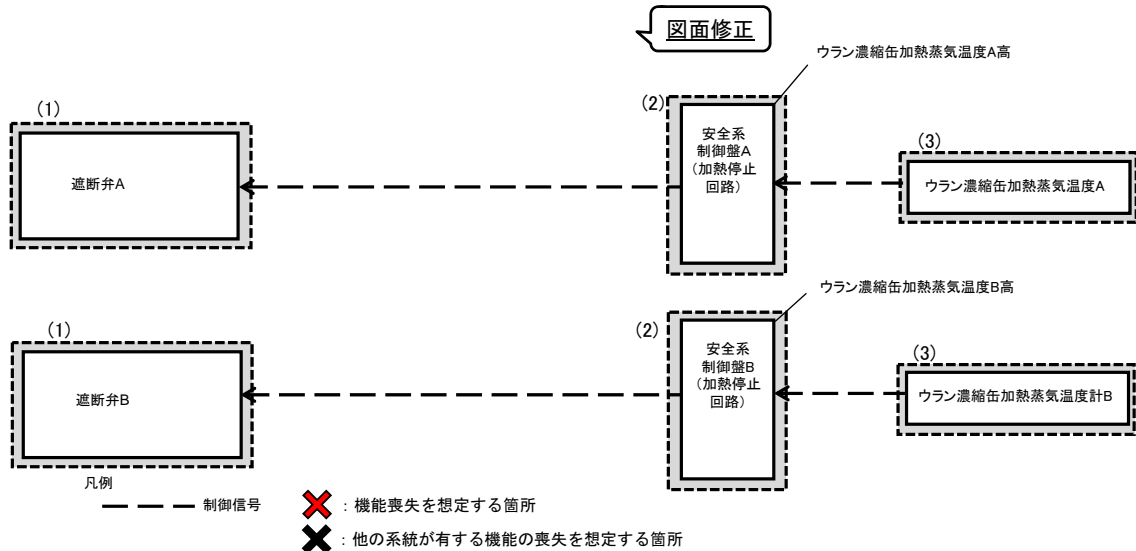 図面修正
ウラン濃縮缶加熱蒸気温度A高
(1)
(2)
(3)
遮断弁A
安全系
制御盤A
(加熱停止
回路)
ウラン濃縮缶加熱蒸気温度A
ウラン濃縮缶加熱蒸気温度B高
(1)
(2)
(3)
遮断弁B
安全系
制御盤B
(加熱停止
回路)
ウラン濃縮缶加熱蒸気温度計B
凡例
制御信号
:機能喪失を想定する箇所
:他の系統が有する機能の喪失を想定する箇所